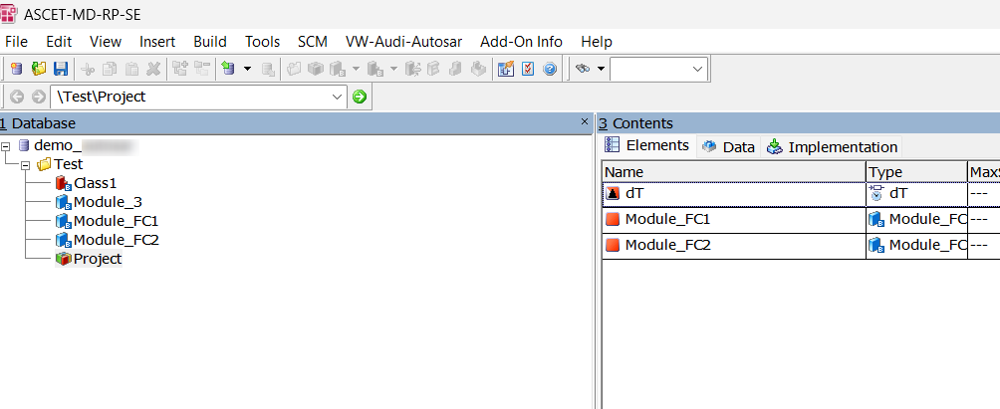 ASCET-MD-RP-SE
File Edit View Insert Build Tools SCM VW-Audi-Autosar Add-On Info Help
\Test\Project
1 Database × 3 Contents
demo_
Elements Data Implementation
Test
Name Type Max
Class1
dT dT ---
Module_3
Module_FC1 Module_FC ---
Module_FC1
Module_FC2 Module_FC ---
Module_FC2
Project